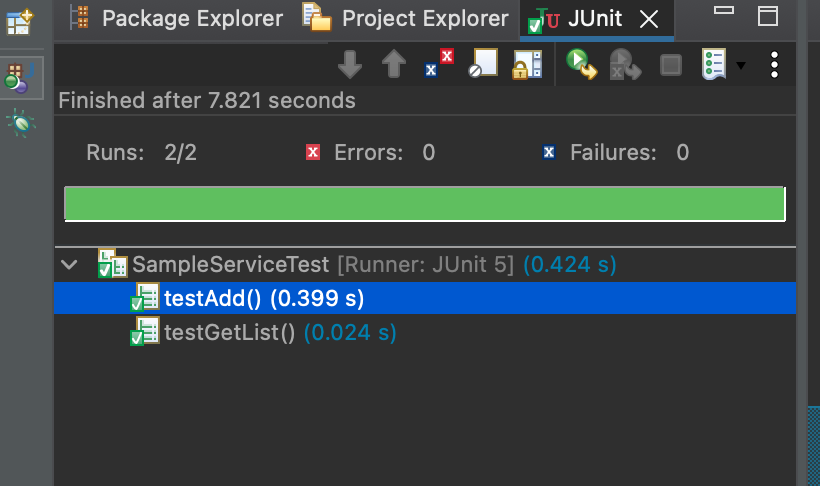 Package Explorer Project Explorer JUnit
Finished after 7.821 seconds
Runs: 2/2 Errors: 0 Failures: 0
SampleServiceTest [Runner: JUnit 5] (0.424 s)
testAdd() (0.399 s)
testGetList() (0.024 s)